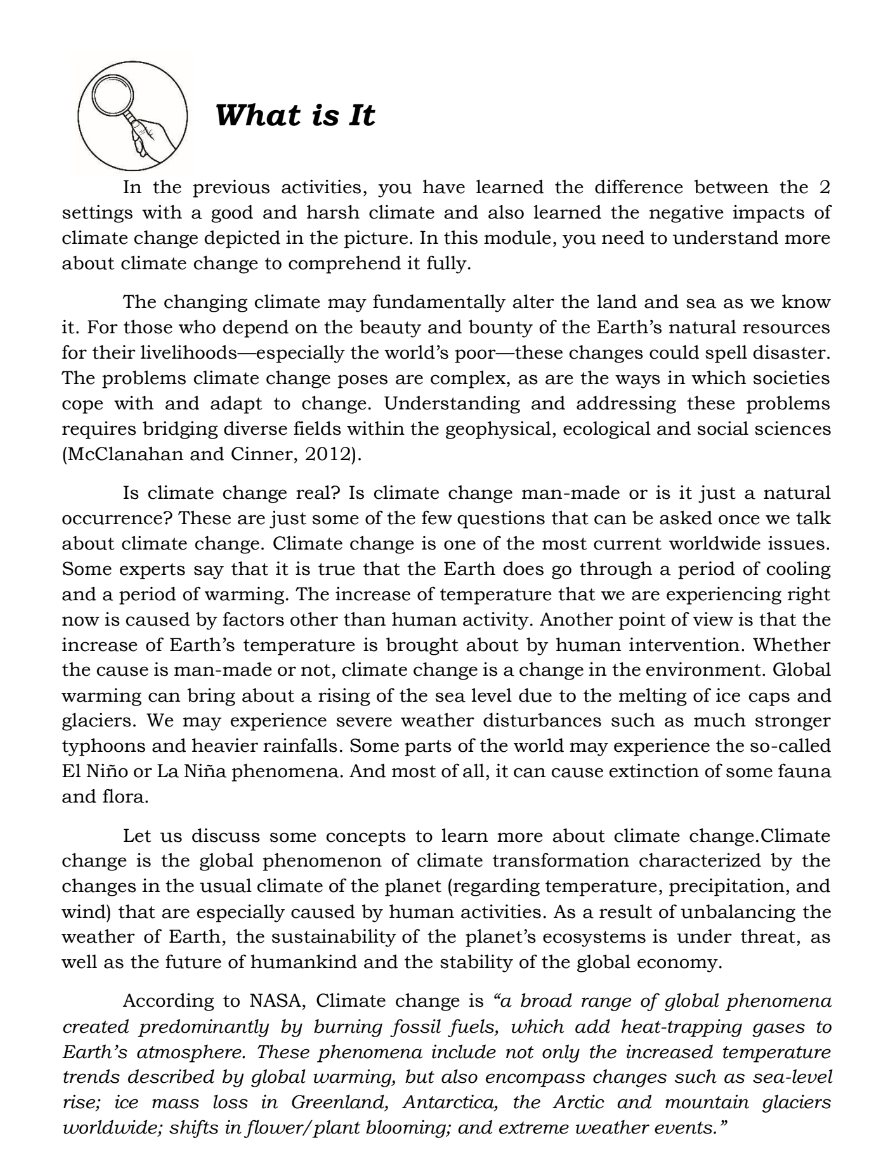 What is It
In the previous activities, you have learned the difference between the 2
settings with a good and harsh climate and also learned the negative impacts of
climate change depicted in the picture. In this module, you need to understand more
about climate change to comprehend it fully.
The changing climate may fundamentally alter the land and sea as we know
it. For those who depend on the beauty and bounty of the Earth’s natural resources
for their livelihoods—especially the world’s poor—these changes could spell disaster.
The problems climate change poses are complex, as are the ways in which societies
cope with and adapt to change. Understanding and addressing these problems
requires bridging diverse fields within the geophysical, ecological and social sciences
(McClanahan and Cinner, 2012).
Is climate change real? Is climate change man-made or is it just a natural
occurrence? These are just some of the few questions that can be asked once we talk
about climate change. Climate change is one of the most current worldwide issues.
Some experts say that it is true that the Earth does go through a period of cooling
and a period of warming. The increase of temperature that we are experiencing right
now is caused by factors other than human activity. Another point of view is that the
increase of Earth’s temperature is brought about by human intervention. Whether
the cause is man-made or not, climate change is a change in the environment. Global
warming can bring about a rising of the sea level due to the melting of ice caps and
glaciers. We may experience severe weather disturbances such as much stronger
typhoons and heavier rainfalls. Some parts of the world may experience the so-called
El Niño or La Niña phenomena. And most of all, it can cause extinction of some fauna
and flora.
Let us discuss some concepts to learn more about climate change.Climate
change is the global phenomenon of climate transformation characterized by the
changes in the usual climate of the planet (regarding temperature, precipitation, and
wind) that are especially caused by human activities. As a result of unbalancing the
weather of Earth, the sustainability of the planet’s ecosystems is under threat, as
well as the future of humankind and the stability of the global economy.
According to NASA, Climate change is “a broad range of global phenomena
created predominantly by burning fossil fuels, which add heat-trapping gases to
Earth’s atmosphere. These phenomena include not only the increased temperature
trends described by global warming, but also encompass changes such as sea-level
rise; ice mass loss in Greenland, Antarctica, the Arctic and mountain glaciers
worldwide; shifts in flower/plant blooming; and extreme weather events.”